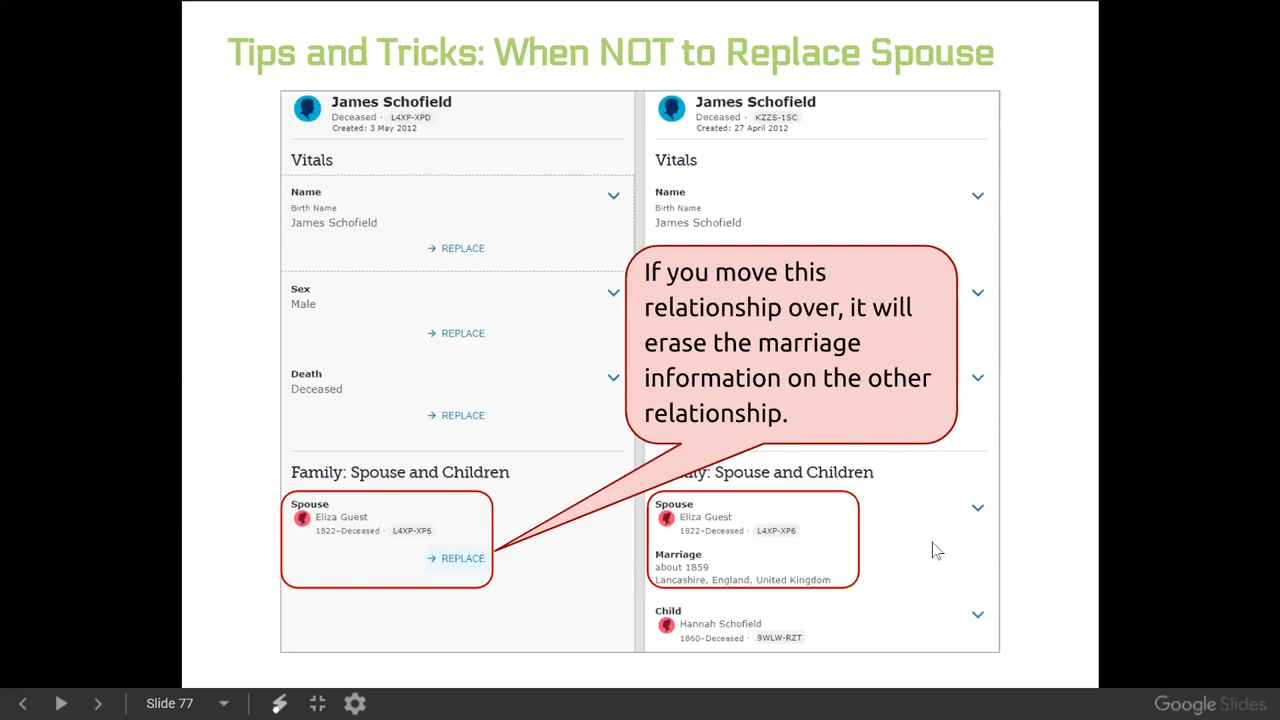 Tips and Tricks: When NOT to Replace Spouse
James Schofield
Deceased · L4XP-XPD
Created: 3 May 2012
Vitals
Name
Birth Name
James Schofield
REPLACE
Sex
Male
REPLACE
Death
Deceased
REPLACE
Family: Spouse and Children
Spouse
Eliza Guest
1822–Deceased · L4XP-XP6
REPLACE
James Schofield
Deceased · KZZS-1SC
Created: 27 April 2012
Vitals
Name
Birth Name
James Schofield
If you move this
relationship over, it will
erase the marriage
information on the other
relationship.
: Spouse and Children
Spouse
Eliza Guest
1822–Deceased · L4XP-XP6
Marriage
about 1859
Lancashire, England, United Kingdom
Child
Hannah Schofield
1860–Deceased · 9WLW-RZT
Slide 77
Google Slides